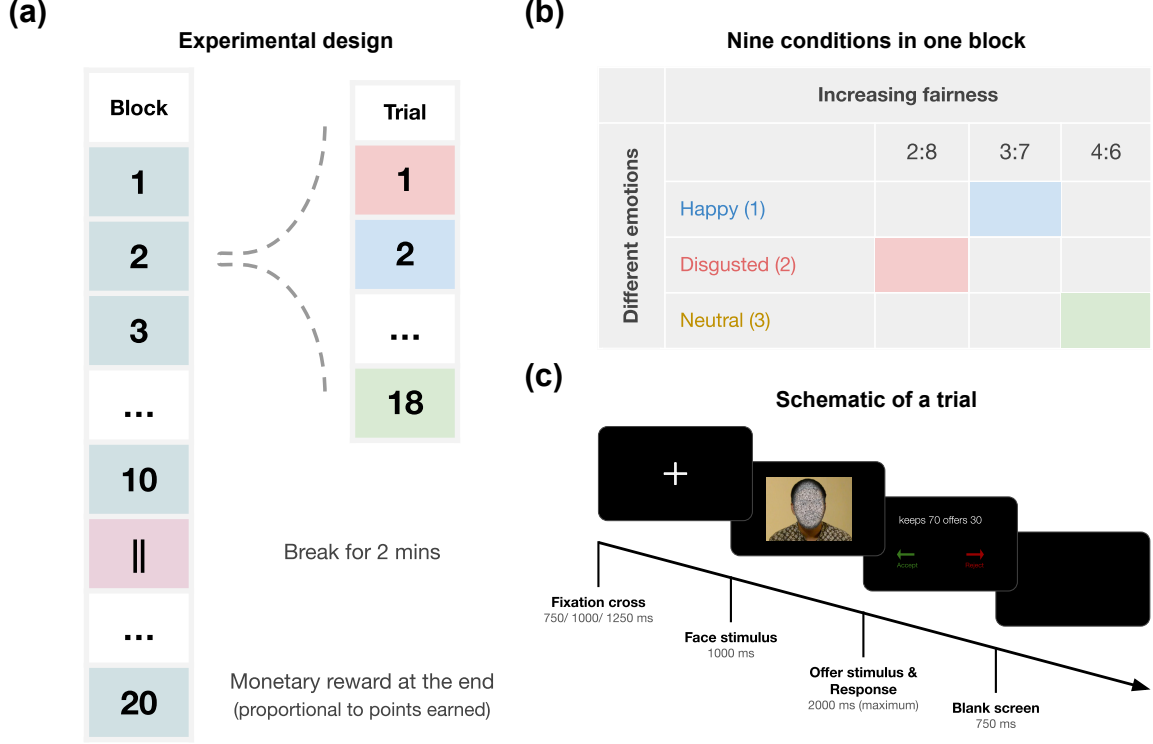 (a)
Experimental design
Block
1
2
3
...
10
||
...
20
Trial
1
2
...
18
Break for 2 mins
Monetary reward at the end
(proportional to points earned)
(b)
Nine conditions in one block
Increasing fairness
Different emotions
2:8 3:7 4:6
Happy (1)
Disgusted (2)
Neutral (3)
(c)
Schematic of a trial
keeps 70 offers 30
Accept Reject
Fixation cross
750/ 1000/ 1250 ms
Face stimulus
1000 ms
Offer stimulus &
Response
2000 ms (maximum)
Blank screen
750 ms